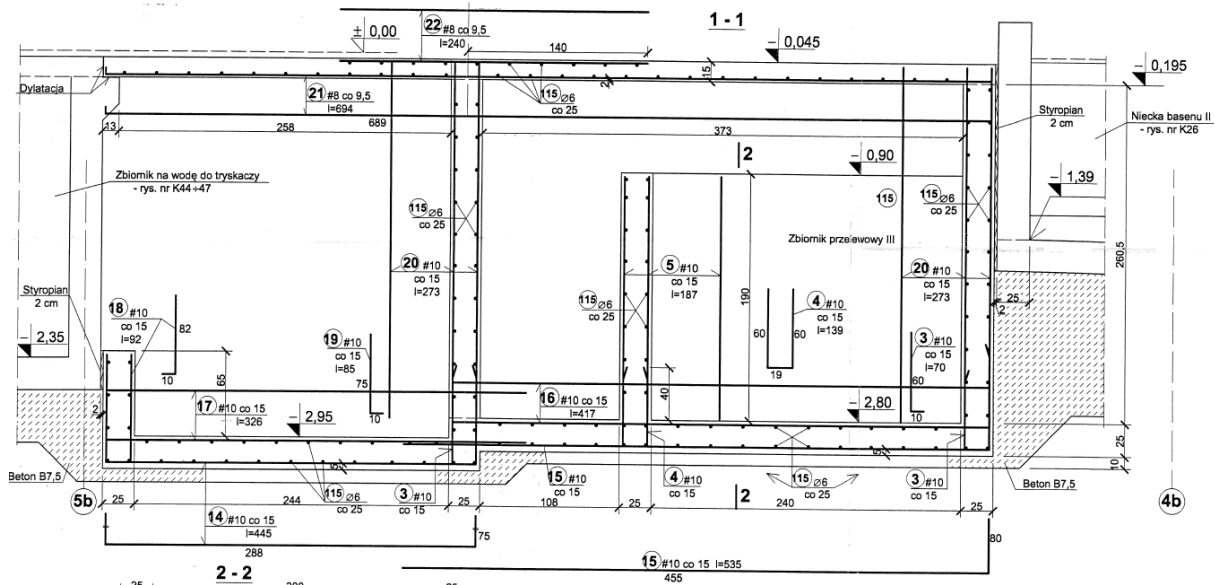 1-1
22 #8 co 9,5
l=240
± 0,00
140
− 0,045
15
− 0,195
Dylatacja
21 #8 co 9,5
l=694
689
2
115 ⌀6
co 25
Styropian
2 cm
Niecka basenu II
- rys. nr K26
13
258
373
2
− 0,90
Zbiornik na wodę do tryskaczy
- rys. nr K44÷47
− 1,39
115 ⌀6
co 25
115
115 ⌀6
co 25
Zbiornik przelewowy III
20 #10
co 15
l=273
5 #10
co 15
l=187
20 #10
co 15
l=273
260,5
Styropian
2 cm
18 #10
co 15
l=92
82
10
115 ⌀6
co 25
190
4 #10
co 15
l=139
60
60
19
25
2
− 2,35
19 #10
co 15
l=85
75
10
3 #10
co 15
l=70
60
10
65
40
17 #10 co 15
l=326
2
− 2,95
16 #10 co 15
l=417
− 2,80
25
10
5
5
Beton B7,5
5b
25
244
115 ⌀6
co 25
3 #10
co 15
25
15 #10
co 15
108
4 #10
co 15
25
2
115 ⌀6
co 25
240
3 #10
co 15
25
Beton B7,5
4b
14 #10 co 15
l=445
288
75
15 #10 co 15 l=535
455
80
2 - 2
25